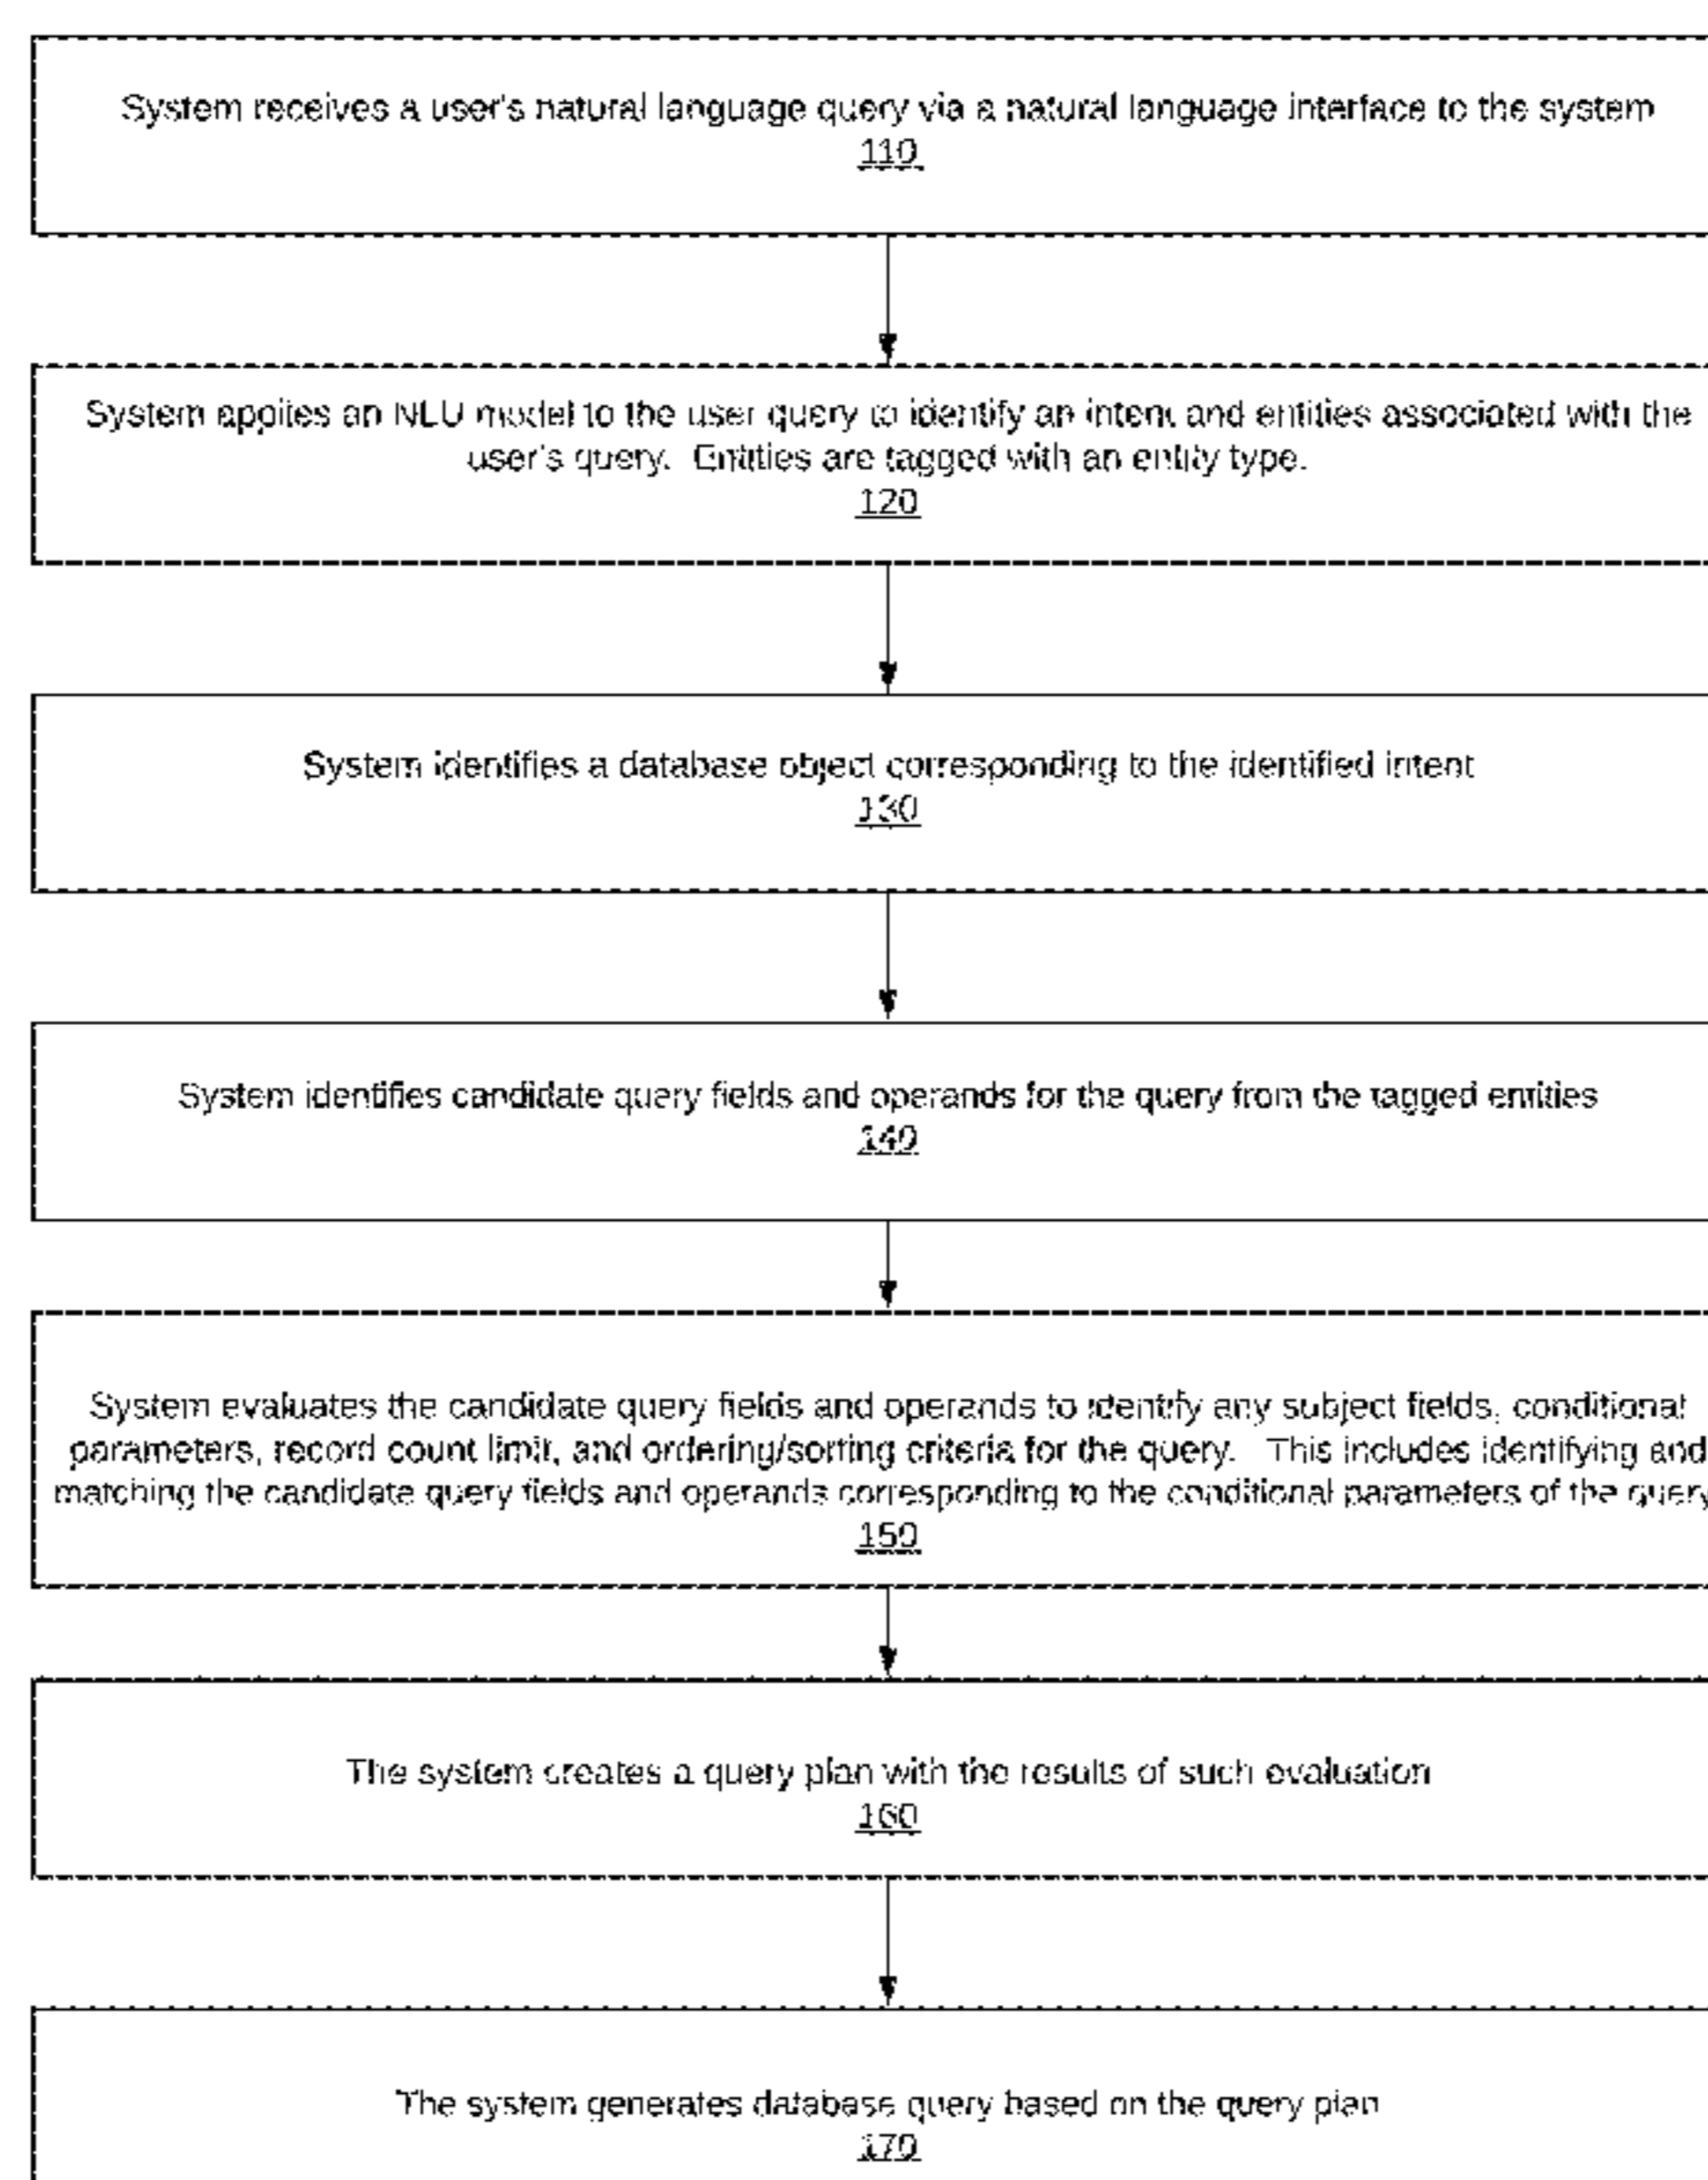 System receives a user's natural language query via a natural language interface to the system
110
System applies an NLU model to the user query to identify an intent and entities associated with the
user's query. Entities are tagged with an entity type.
120
System identifies a database object corresponding to the identified intent
130
System identifies candidate query fields and operands for the query from the tagged entities
140
System evaluates the candidate query fields and operands to identify any subject fields, conditional
parameters, record count limit, and ordering/sorting criteria for the query. This includes identifying and
matching the candidate query fields and operands corresponding to the conditional parameters of the query
150
The system creates a query plan with the results of such evaluation
160
The system generates database query based on the query plan
170